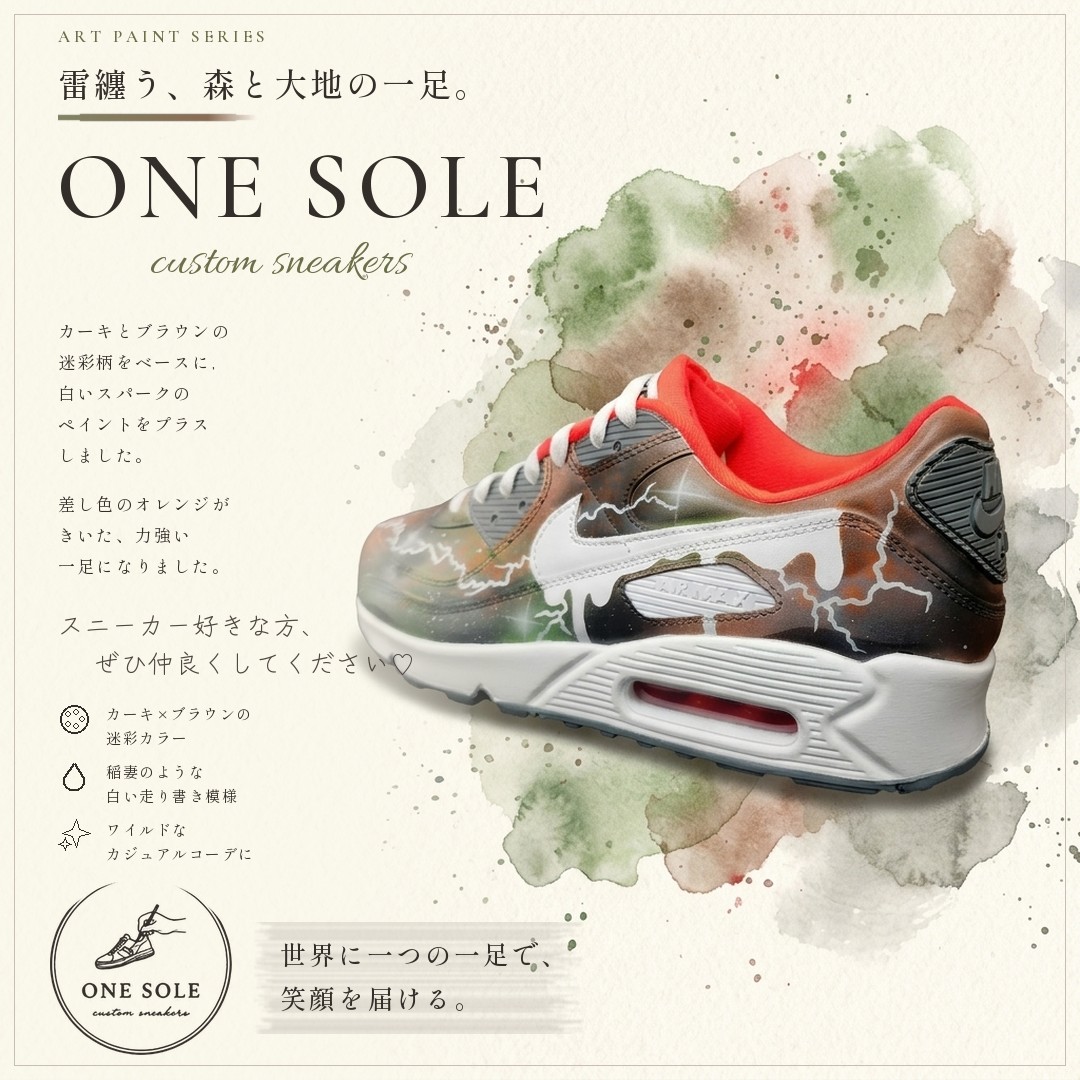 ART PAINT SERIES
雷纏う、森と大地の一足。
ONE SOLE
custom sneakers
カーキとブラウンの
迷彩柄をベースに、
白いスパークの
ペイントをプラス
しました。
差し色のオレンジが
きいた、力強い
一足になりました。
スニーカー好きな方、
ぜひ仲良くしてください♡
カーキ×ブラウンの
迷彩カラー
稲妻のような
白い走り書き模様
ワイルドな
カジュアルコーデに
AIR MAX
ONE SOLE
custom sneakers
世界に一つの一足で、
笑顔を届ける。